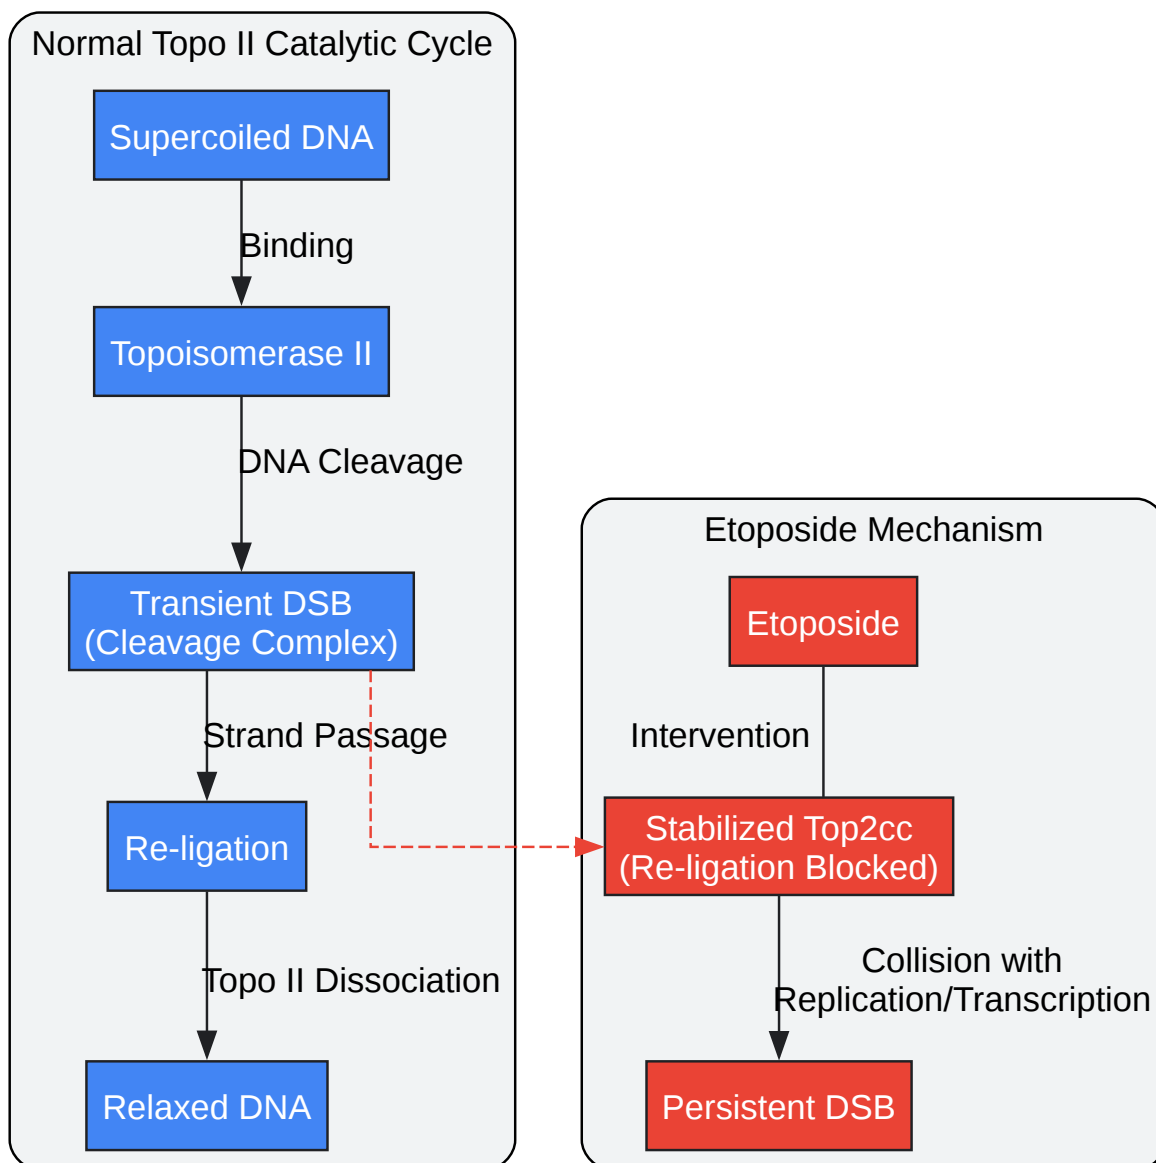 Normal Topo II Catalytic Cycle
Supercoiled DNA
Binding
Topoisomerase II
DNA Cleavage
Transient DSB
(Cleavage Complex)
Strand Passage
Re-ligation
Topo II Dissociation
Relaxed DNA
Etoposide Mechanism
Etoposide
Intervention
Stabilized Top2cc
(Re-ligation Blocked)
Collision with
Replication/Transcription
Persistent DSB